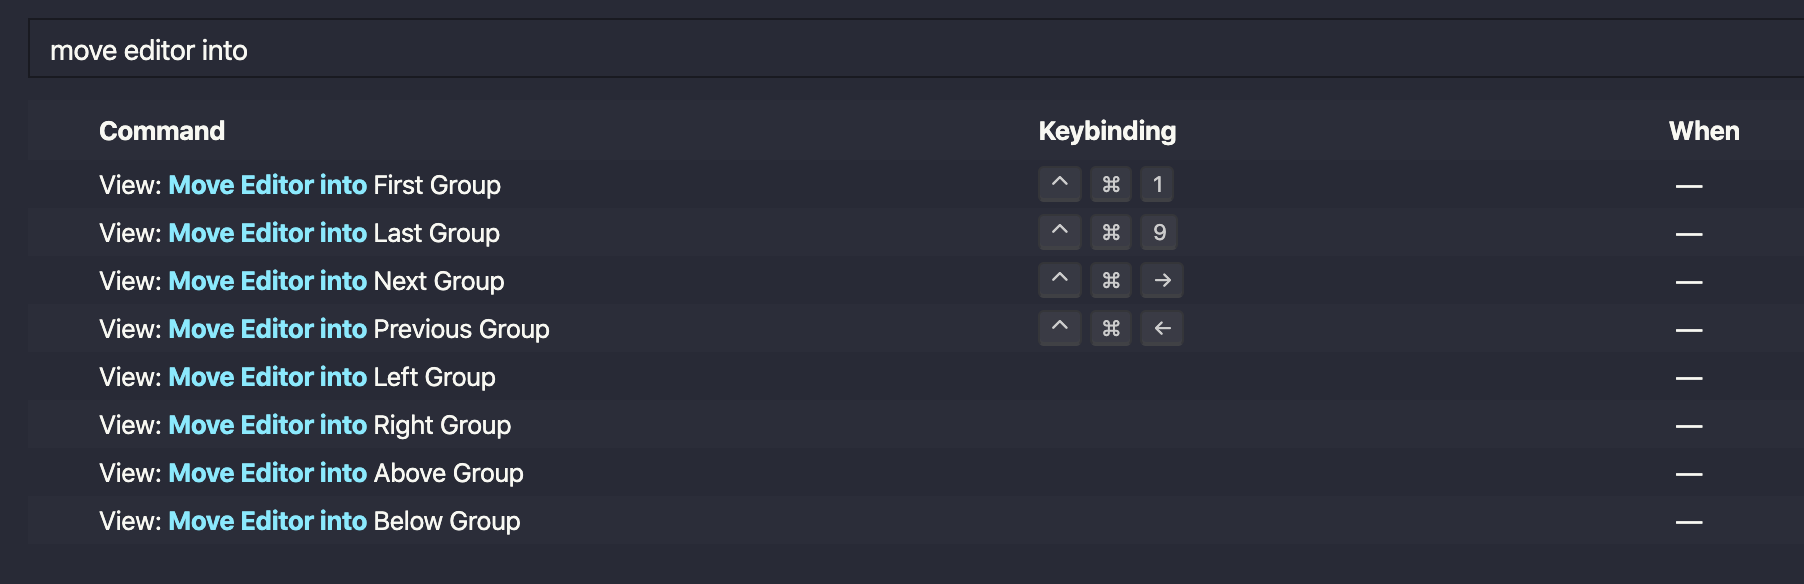 move editor into
Command Keybinding When
View: Move Editor into First Group ^ ⌘ 1 —
View: Move Editor into Last Group ^ ⌘ 9 —
View: Move Editor into Next Group ^ ⌘ → —
View: Move Editor into Previous Group ^ ⌘ ← —
View: Move Editor into Left Group —
View: Move Editor into Right Group —
View: Move Editor into Above Group —
View: Move Editor into Below Group —